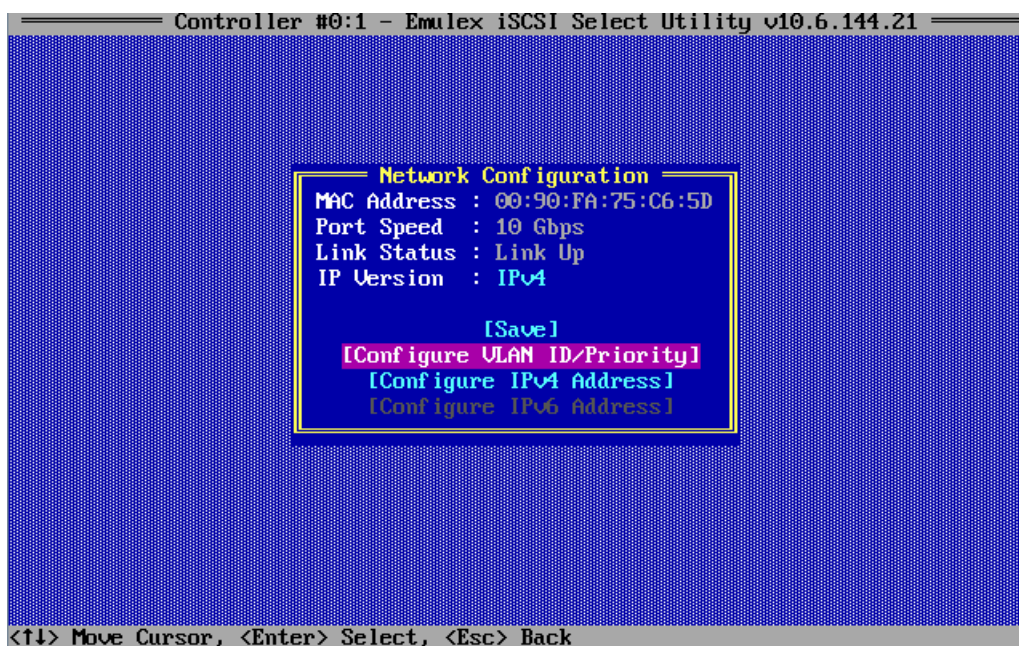 Controller #0:1 - Emulex iSCSI Select Utility v10.6.144.21
Network Configuration
MAC Address : 00:90:FA:75:C6:5D
Port Speed : 10 Gbps
Link Status : Link Up
IP Version : IPv4
[Save]
[Configure VLAN ID/Priority]
[Configure IPv4 Address]
[Configure IPv6 Address]
<↑↓> Move Cursor, <Enter> Select, <Esc> Back